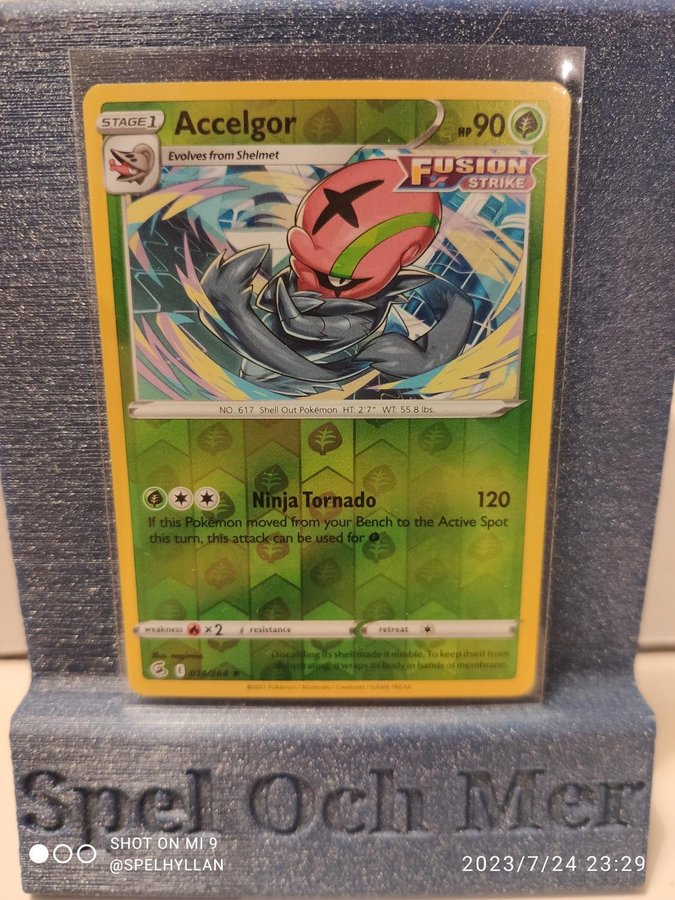 STAGE 1
Accelgor
HP 90
Evolves from Shelmet
FUSION
STRIKE
NO. 617 Shell Out Pokémon HT: 2'7" WT: 55.8 lbs.
Ninja Tornado 120
If this Pokémon moved from your Bench to the Active Spot
this turn, this attack can be used for
weakness ×2 resistance retreat
Illus. nagimiso
Discarding its shell made it nimble. To keep itself from
dehydrating, it wraps its body in bands of membrane.
E 014/264 ★
©2021 Pokémon / Nintendo / Creatures / GAME FREAK
Spel Och Mer
SHOT ON MI 9
@SPELHYLLAN
2023/7/24 23:29